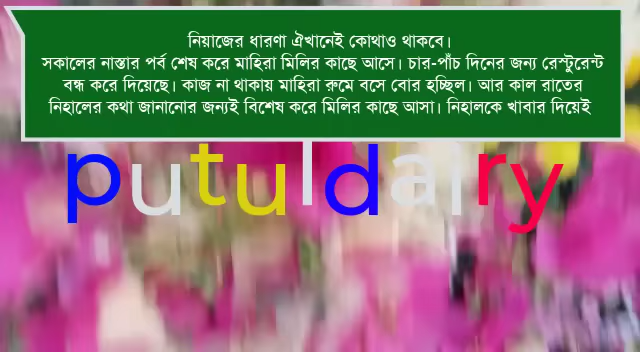 নিয়াজের ধারণা ঐখানেই কোথাও থাকবে।
সকালের নাস্তার পর্ব শেষ করে মাহিরা মিলির কাছে আসে। চার-পাঁচ দিনের জন্য রেস্টুরেন্ট
বন্ধ করে দিয়েছে। কাজ না থাকায় মাহিরা রুমে বসে বোর হচ্ছিল। আর কাল রাতের
নিহালের কথা জানানোর জন্যই বিশেষ করে মিলির কাছে আসা। নিহালকে খাবার দিয়েই
putuldairy